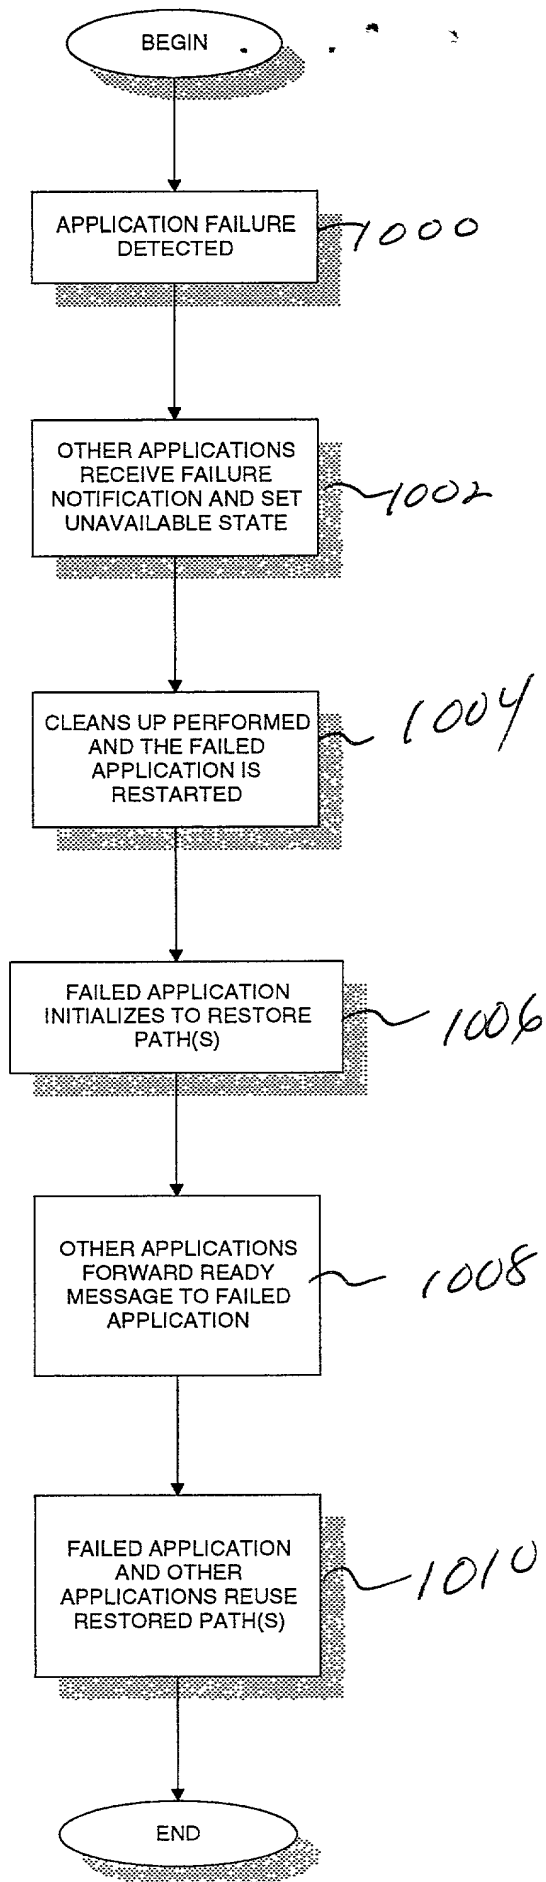 BEGIN
APPLICATION FAILURE
DETECTED
1000
OTHER APPLICATIONS
RECEIVE FAILURE
NOTIFICATION AND SET
UNAVAILABLE STATE
1002
CLEANS UP PERFORMED
AND THE FAILED
APPLICATION IS
RESTARTED
1004
FAILED APPLICATION
INITIALIZES TO RESTORE
PATH(S)
1006
OTHER APPLICATIONS
FORWARD READY
MESSAGE TO FAILED
APPLICATION
1008
FAILED APPLICATION
AND OTHER
APPLICATIONS REUSE
RESTORED PATH(S)
1010
END